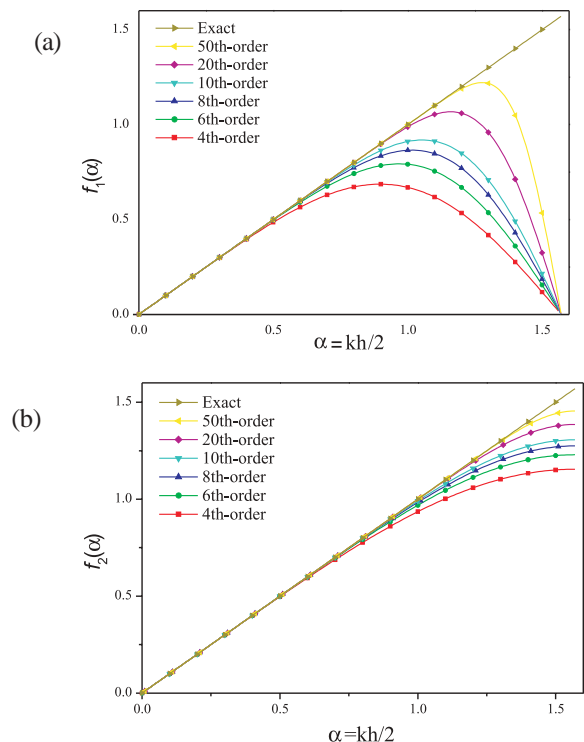 (a)
Exact
50th-order
20th-order
10th-order
8th-order
6th-order
4th-order
f₁(α)
1.5
1.0
0.5
0.0
0.0 0.5 1.0 1.5
α = kh/2
(b)
Exact
50th-order
20th-order
10th-order
8th-order
6th-order
4th-order
f₂(α)
1.5
1.0
0.5
0.0
0.0 0.5 1.0 1.5
α=kh/2